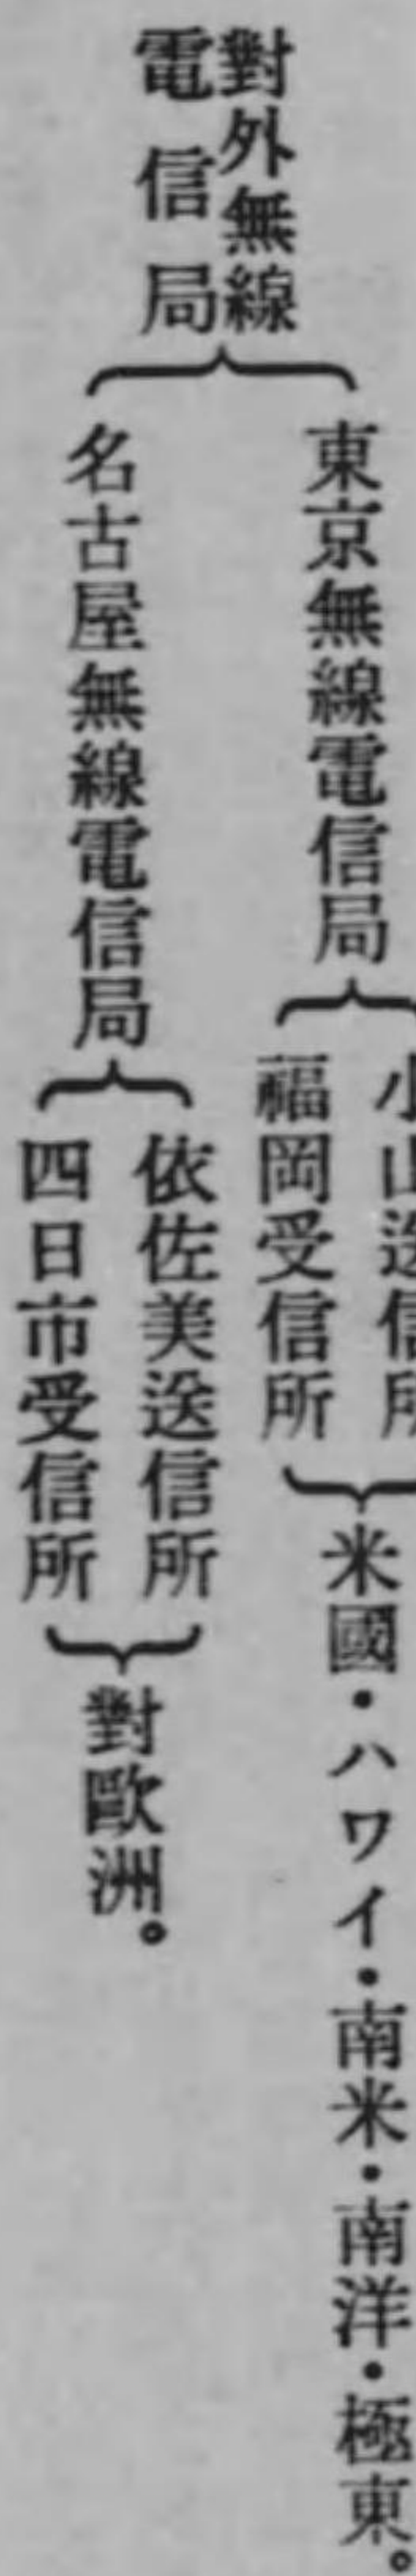 對外無線
電信局
東京無線電信局
小山送信所
福岡受信所
米國・ハワイ・南米・南洋・極東。
名古屋無線電信局
依佐美送信所
四日市受信所
對歐洲。